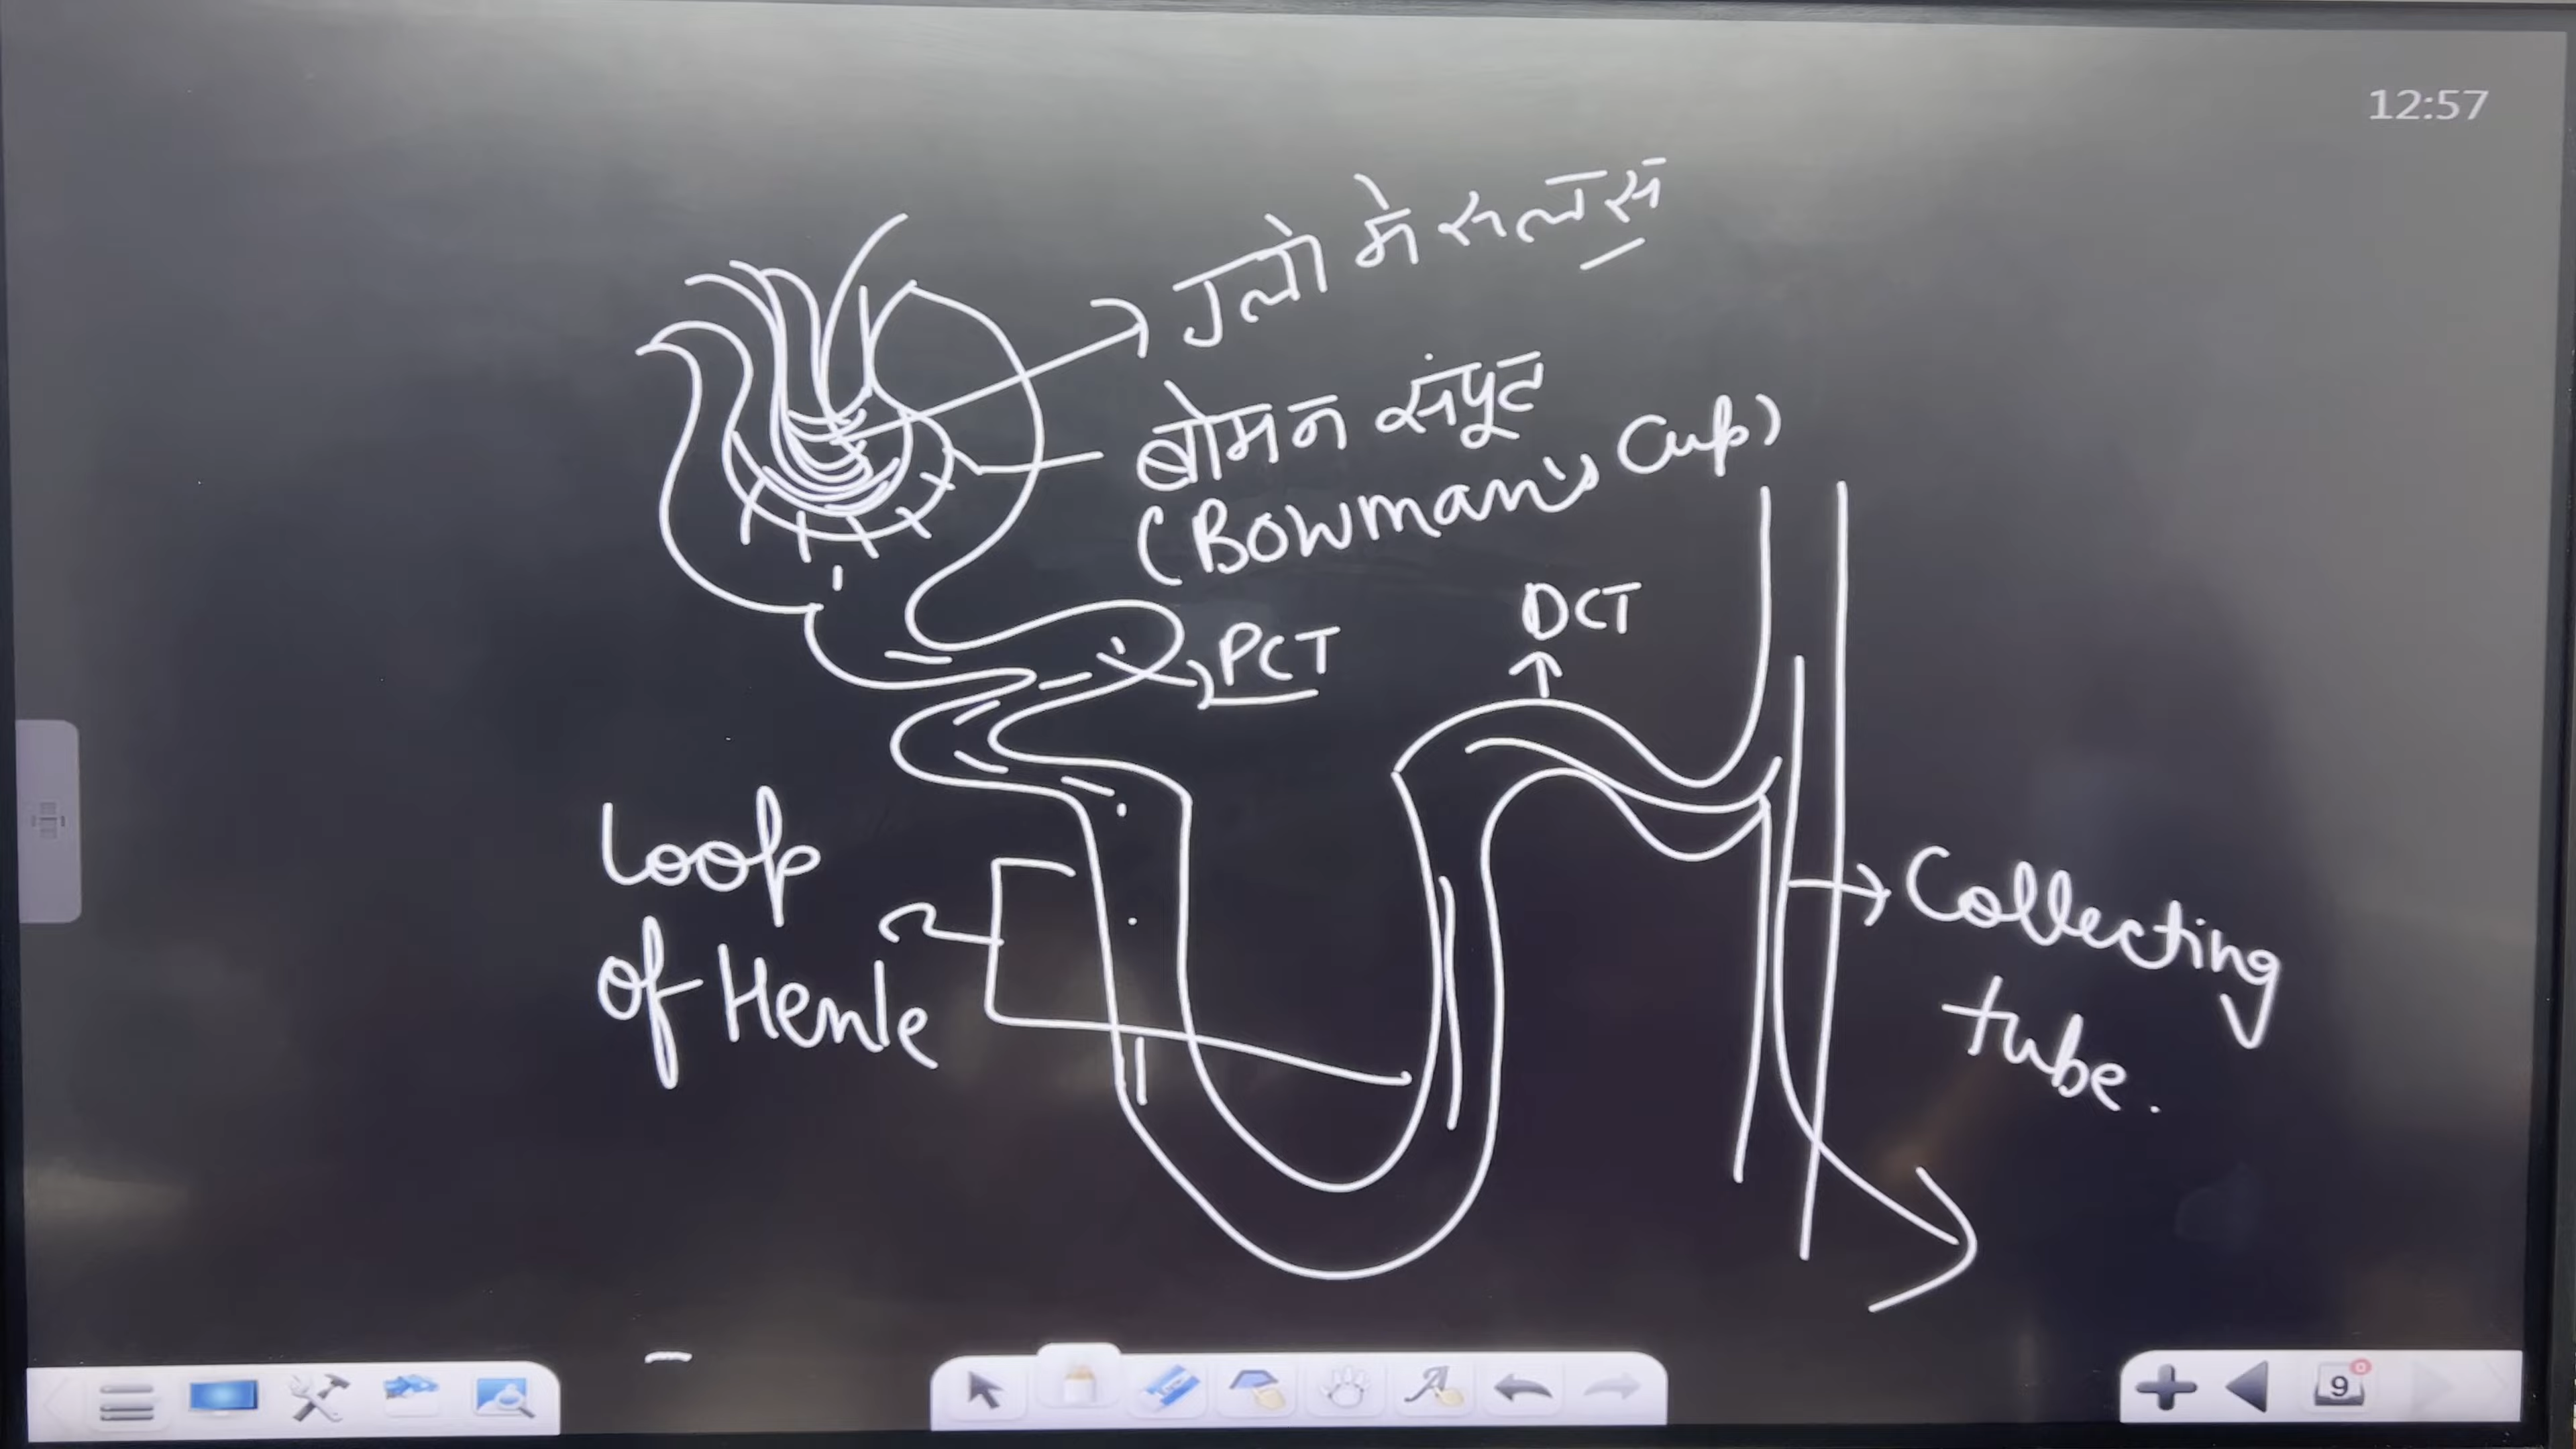 12:57
ग्लोमेरुलस
बोमन संपूट
(Bowman's Cup)
DCT
PCT
Loop
of Henle
Collecting
tube.
9